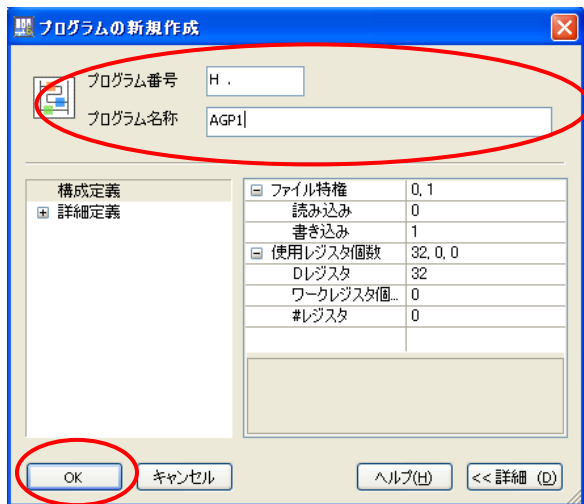 プログラムの新規作成
プログラム番号 H .
プログラム名称 AGP1
構成定義
詳細定義
ファイル特権 0, 1
読み込み 0
書き込み 1
使用レジスタ個数 32, 0, 0
Dレジスタ 32
ワークレジスタ個... 0
#レジスタ 0
OK キャンセル ヘルプ(H) <<詳細 (D)